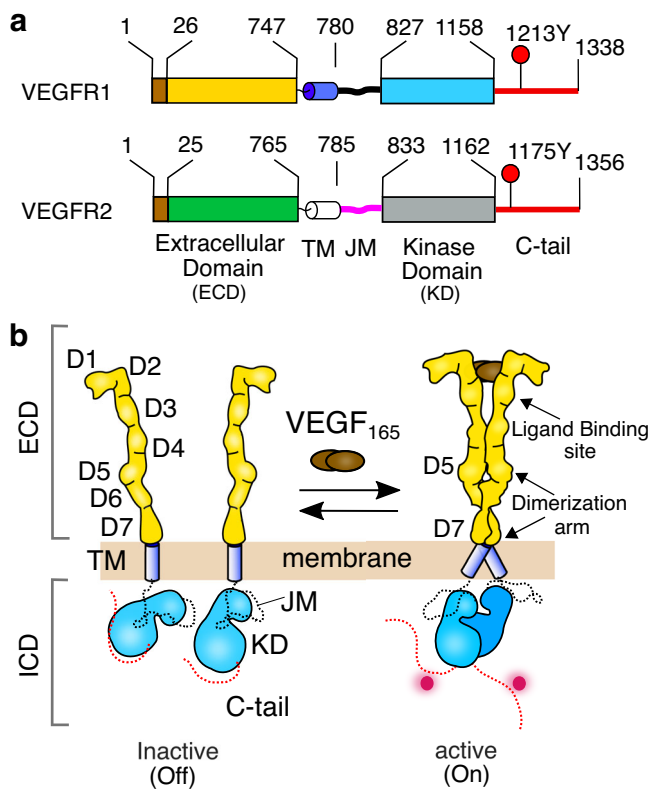 a
1 26 747 780 827 1158 1213Y 1338
VEGFR1
1 25 765 785 833 1162 1175Y 1356
VEGFR2
Extracellular
Domain
(ECD)
TM JM
Kinase
Domain
(KD)
C-tail
b
ECD
D1 D2
D3
D4
D5
D6
D7
TM
VEGF165
D5
D7
Ligand Binding
site
Dimerization
arm
membrane
ICD
JM
KD
C-tail
Inactive
(Off)
active
(On)